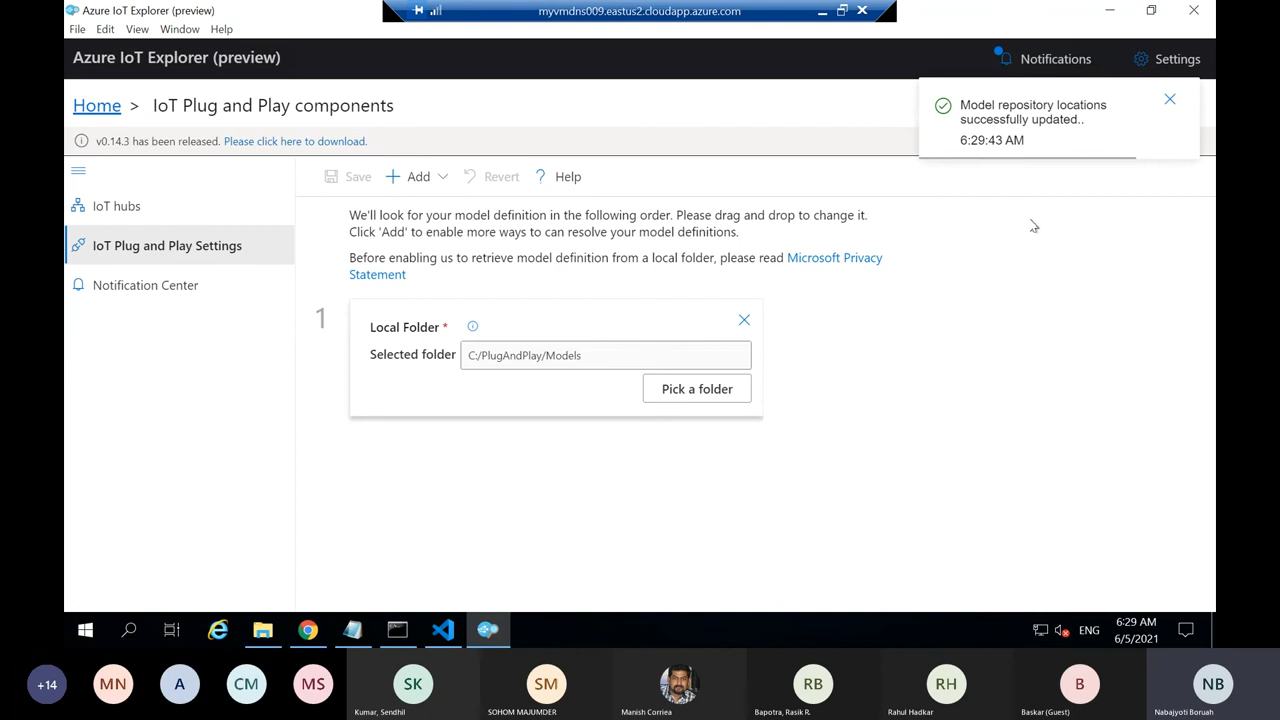 Azure IoT Explorer (preview)
myvmdns009.eastus2.cloudapp.azure.com
File Edit View Window Help
Azure IoT Explorer (preview)
Notifications
Settings
Home > IoT Plug and Play components
Model repository locations
successfully updated..
6:29:43 AM
v0.14.3 has been released. Please click here to download.
Save
Add
Revert
? Help
IoT hubs
IoT Plug and Play Settings
Notification Center
We'll look for your model definition in the following order. Please drag and drop to change it.
Click 'Add' to enable more ways to can resolve your model definitions.
Before enabling us to retrieve model definition from a local folder, please read Microsoft Privacy
Statement
1
Local Folder *
Selected folder
C:/PlugAndPlay/Models
Pick a folder
ENG
6:29 AM
6/5/2021
+14
MN
A
CM
MS
SK
Kumar, Sendhil
SM
SOHOM MAJUMDER
Manish Correa
RB
Bapotra, Rasik R.
RH
Rahul Hadkar
B
Baskar (Guest)
NB
Nabajyoti Boruah